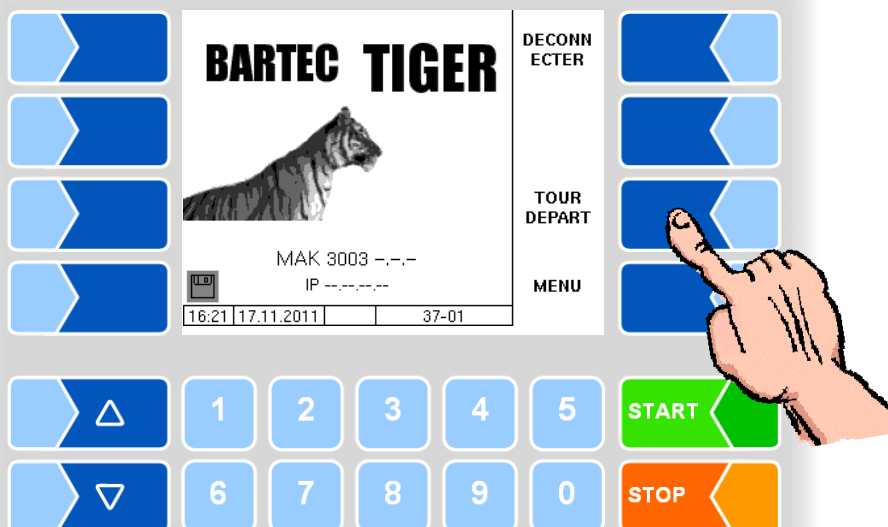 BARTEC TIGER
DECONN
ECTER
TOUR
DEPART
MAK 3003 -.-.-
IP --.--.--.--
MENU
16:21 17.11.2011 37-01
1 2 3 4 5 START
6 7 8 9 0 STOP